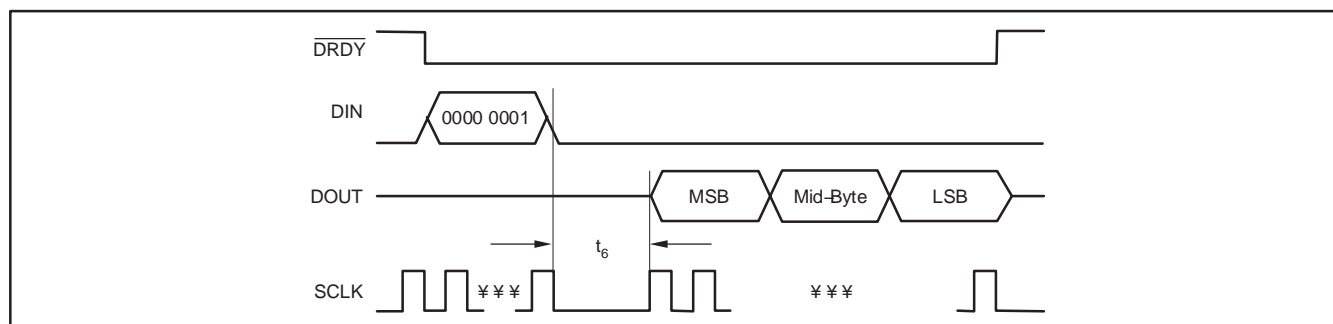 DRDY
DIN
0000 0001
DOUT
MSB
Mid-Byte
LSB
t6
SCLK
¥ ¥ ¥
¥ ¥ ¥